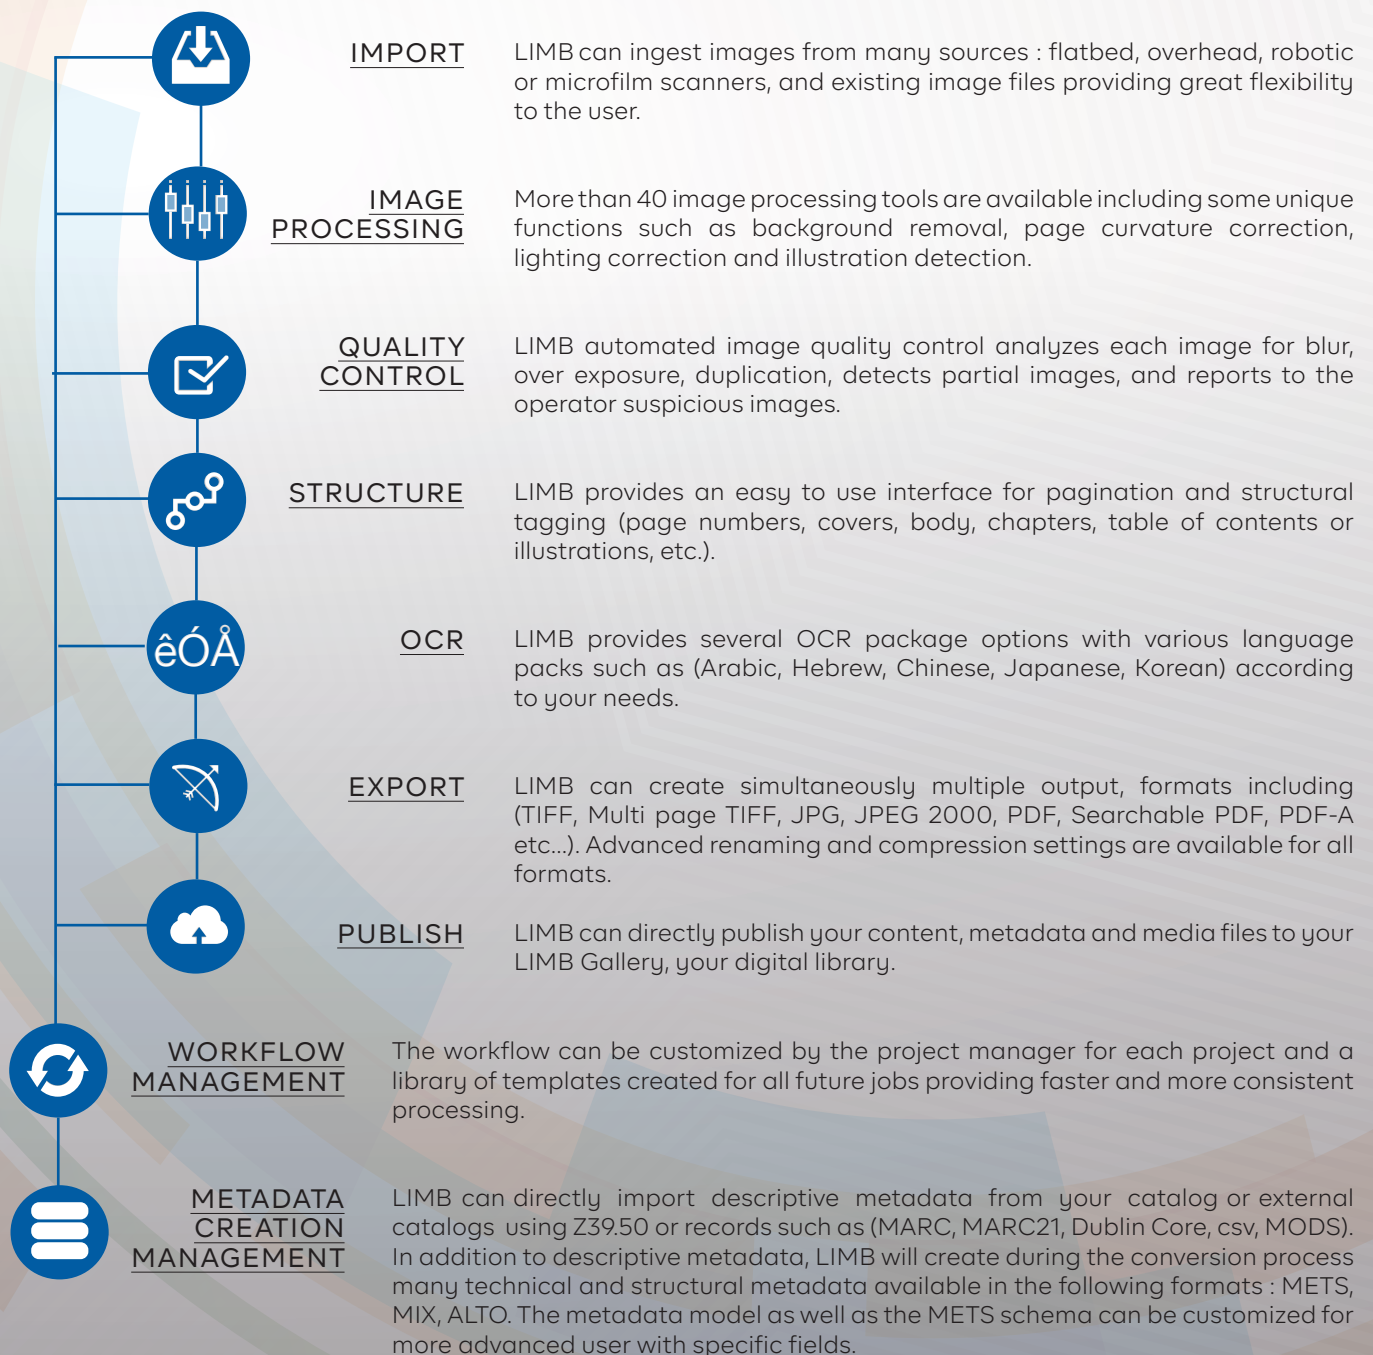 IMPORT
LIMB can ingest images from many sources : flatbed, overhead, robotic
or microfilm scanners, and existing image files providing great flexibility
to the user.
IMAGE
PROCESSING
More than 40 image processing tools are available including some unique
functions such as background removal, page curvature correction,
lighting correction and illustration detection.
QUALITY
CONTROL
LIMB automated image quality control analyzes each image for blur,
over exposure, duplication, detects partial images, and reports to the
operator suspicious images.
STRUCTURE
LIMB provides an easy to use interface for pagination and structural
tagging (page numbers, covers, body, chapters, table of contents or
illustrations, etc.).
êÓÅ
OCR
LIMB provides several OCR package options with various language
packs such as (Arabic, Hebrew, Chinese, Japanese, Korean) according
to your needs.
EXPORT
LIMB can create simultaneously multiple output, formats including
(TIFF, Multi page TIFF, JPG, JPEG 2000, PDF, Searchable PDF, PDF-A
etc...). Advanced renaming and compression settings are available for all
formats.
PUBLISH
LIMB can directly publish your content, metadata and media files to your
LIMB Gallery, your digital library.
WORKFLOW
MANAGEMENT
The workflow can be customized by the project manager for each project and a
library of templates created for all future jobs providing faster and more consistent
processing.
METADATA
CREATION
MANAGEMENT
LIMB can directly import descriptive metadata from your catalog or external
catalogs using Z39.50 or records such as (MARC, MARC21, Dublin Core, csv, MODS).
In addition to descriptive metadata, LIMB will create during the conversion process
many technical and structural metadata available in the following formats : METS,
MIX, ALTO. The metadata model as well as the METS schema can be customized for
more advanced user with specific fields.